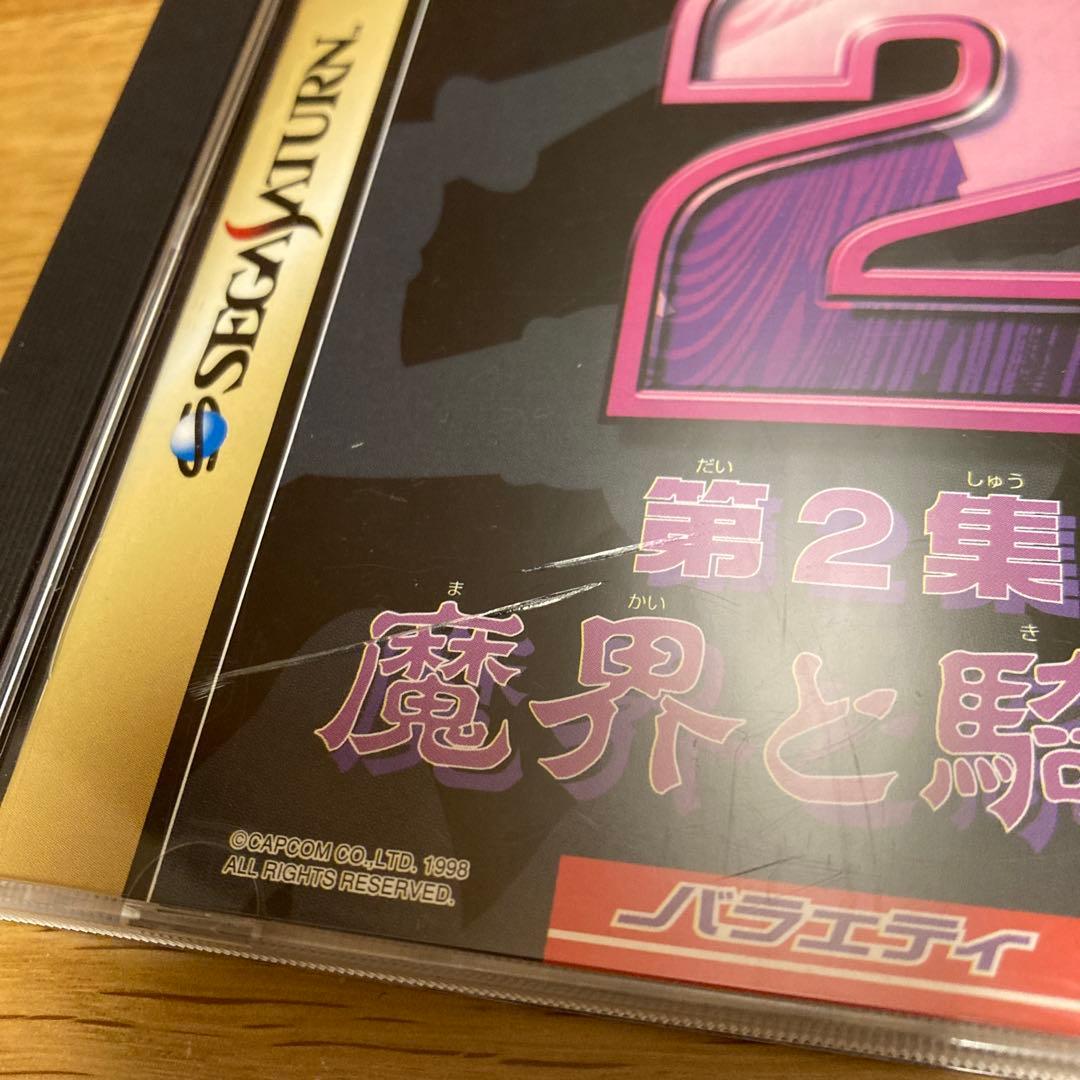 SEGA SATURN™
2
だい しゅう
第2集
ま かい き
魔界と騎
©CAPCOM CO.,LTD. 1998
ALL RIGHTS RESERVED.
バラエティ